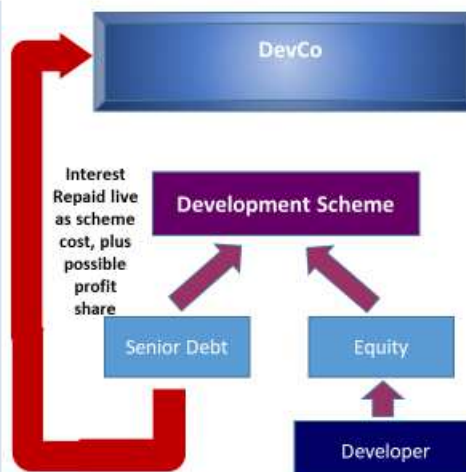 DevCo
Interest
Repaid live
as scheme
cost, plus
possible
profit
share
Development Scheme
Senior Debt
Equity
Developer